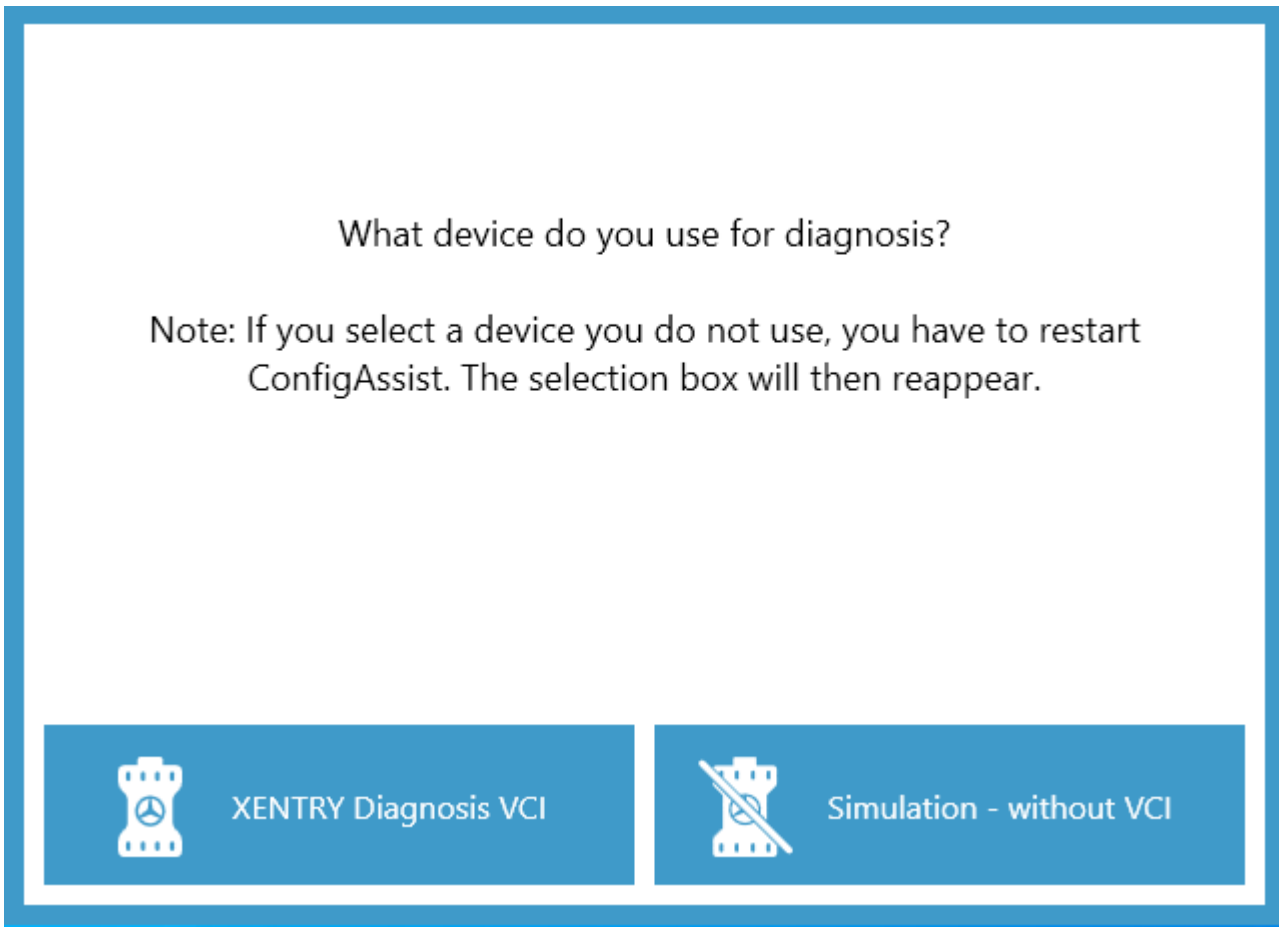 What device do you use for diagnosis?
Note: If you select a device you do not use, you have to restart
ConfigAssist. The selection box will then reappear.
XENTRY Diagnosis VCI
Simulation - without VCI